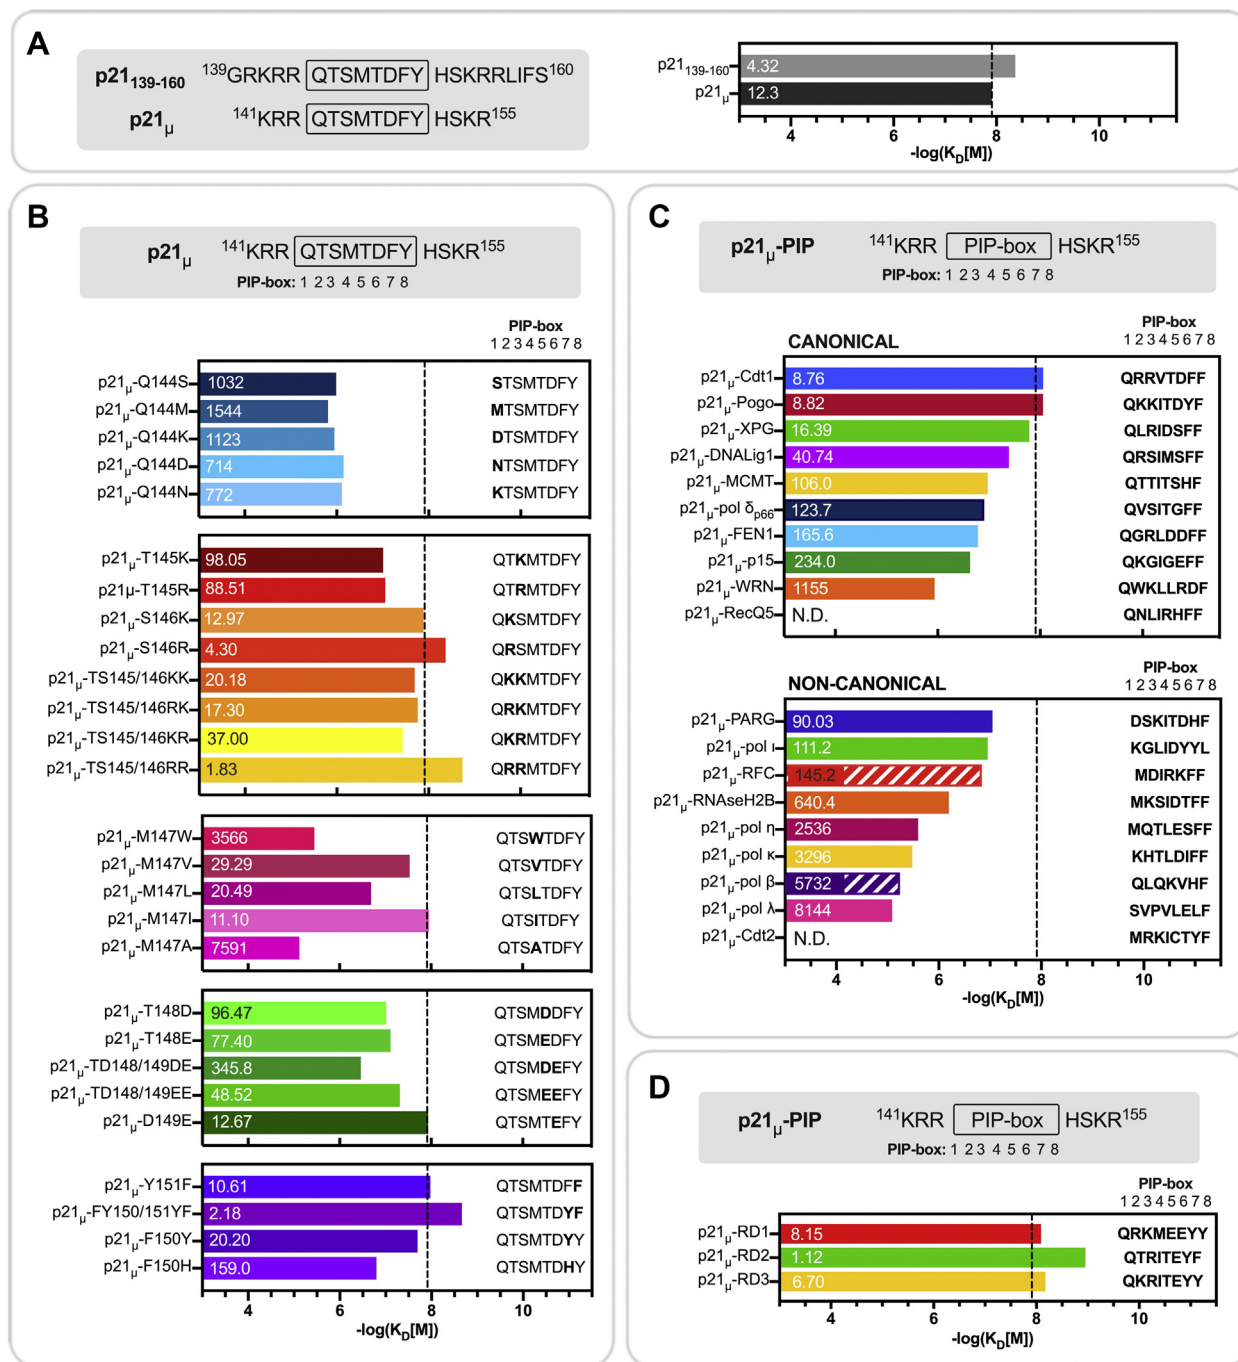 A
p21139-160 139GRKRR QTSMTDFY HSKRRLIFS160
p21μ 141KRR QTSMTDFY HSKR155
p21139-160 4.32
p21μ 12.3
4 6 8 10
-log(KD[M])
B
p21μ 141KRR QTSMTDFY HSKR155
PIP-box: 1 2 3 4 5 6 7 8
PIP-box
1 2 3 4 5 6 7 8
p21μ-Q144S 1032 STSMTDFY
p21μ-Q144M 1544 MTSMTDFY
p21μ-Q144K 1123 DTSMTDFY
p21μ-Q144D 714 NTSMTDFY
p21μ-Q144N 772 KTSMTDFY
p21μ-T145K 98.05 QTKMTDFY
p21μ-T145R 88.51 QTRMTDFY
p21μ-S146K 12.97 QKSMTDFY
p21μ-S146R 4.30 QRSMTDFY
p21μ-TS145/146KK 20.18 QKKMTDFY
p21μ-TS145/146RK 17.30 QRKMTDFY
p21μ-TS145/146KR 37.00 QKRMTDFY
p21μ-TS145/146RR 1.83 QRRMTDFY
p21μ-M147W 3566 QTSWTDFY
p21μ-M147V 29.29 QTSVTDFY
p21μ-M147L 20.49 QTSLTDFY
p21μ-M147I 11.10 QTSITDFY
p21μ-M147A 7591 QTSATDFY
p21μ-T148D 96.47 QTSMDDFY
p21μ-T148E 77.40 QTSMEDFY
p21μ-TD148/149DE 345.8 QTSMDEFY
p21μ-TD148/149EE 48.52 QTSMEEFY
p21μ-D149E 12.67 QTSMTEFY
p21μ-Y151F 10.61 QTSMTDFF
p21μ-FY150/151YF 2.18 QTSMTDYF
p21μ-F150Y 20.20 QTSMTDYY
p21μ-F150H 159.0 QTSMTDHY
4 6 8 10
-log(KD[M])
C
p21μ-PIP 141KRR PIP-box HSKR155
PIP-box: 1 2 3 4 5 6 7 8
PIP-box
CANONICAL 1 2 3 4 5 6 7 8
p21μ-Cdt1 8.76 QRRVTDFF
p21μ-Pogo 8.82 QKKITDYF
p21μ-XPG 16.39 QLRIDSFF
p21μ-DNALig1 40.74 QRSIMSFF
p21μ-MCMT 106.0 QTTITSHF
p21μ-pol δp66 123.7 QVSITGFF
p21μ-FEN1 165.6 QGRLDDFF
p21μ-p15 234.0 QKGIGEFF
p21μ-WRN 1155 QWKLLRDF
p21μ-RecQ5 N.D. QNLIRHFF
PIP-box
NON-CANONICAL 1 2 3 4 5 6 7 8
p21μ-PARG 90.03 DSKITDHF
p21μ-pol ι 111.2 KGLIDYYL
p21μ-RFC 145.2 MDIRKFF
p21μ-RNAseH2B 640.4 MKSIDTFF
p21μ-pol η 2536 MQTLESFF
p21μ-pol κ 3296 KHTLDIFF
p21μ-pol β 5732 QLQKVHF
p21μ-pol λ 8144 SVPVLELF
p21μ-Cdt2 N.D. MRKICTYF
4 6 8 10
-log(KD[M])
D
p21μ-PIP 141KRR PIP-box HSKR155
PIP-box: 1 2 3 4 5 6 7 8
PIP-box
1 2 3 4 5 6 7 8
p21μ-RD1 8.15 QRKMEEYY
p21μ-RD2 1.12 QTRITEYF
p21μ-RD3 6.70 QKRITEYY
4 6 8 10
-log(KD[M])